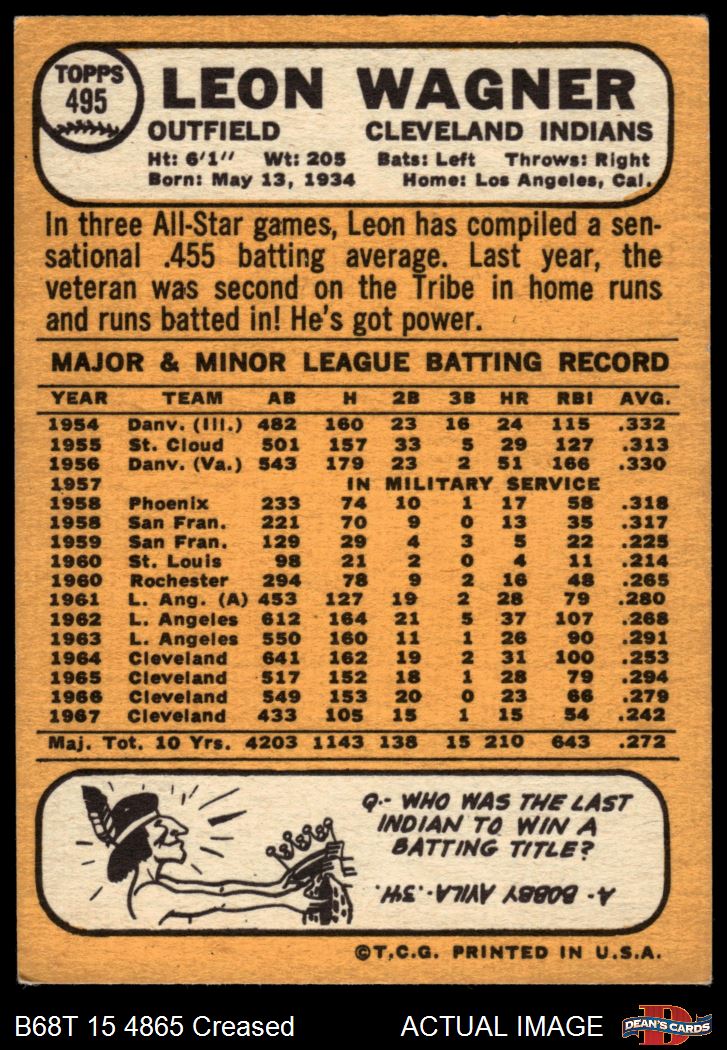 TOPPS
495
LEON WAGNER
OUTFIELD CLEVELAND INDIANS
Ht: 6'1" Wt: 205 Bats: Left Throws: Right
Born: May 13, 1934 Home: Los Angeles, Cal.
In three All-Star games, Leon has compiled a sen-
sational .455 batting average. Last year, the
veteran was second on the Tribe in home runs
and runs batted in! He's got power.
MAJOR & MINOR LEAGUE BATTING RECORD
YEAR TEAM AB H 2B 3B HR RBI AVG.
1954 Danv. (Ill.) 482 160 23 16 24 115 .332
1955 St. Cloud 501 157 33 5 29 127 .313
1956 Danv. (Va.) 543 179 23 2 51 166 .330
1957 IN MILITARY SERVICE
1958 Phoenix 233 74 10 1 17 58 .318
1958 San Fran. 221 70 9 0 13 35 .317
1959 San Fran. 129 29 4 3 5 22 .225
1960 St. Louis 98 21 2 0 4 11 .214
1960 Rochester 294 78 9 2 16 48 .265
1961 L. Ang. (A) 453 127 19 2 28 79 .280
1962 L. Angeles 612 164 21 5 37 107 .268
1963 L. Angeles 550 160 11 1 26 90 .291
1964 Cleveland 641 162 19 2 31 100 .253
1965 Cleveland 517 152 18 1 28 79 .294
1966 Cleveland 549 153 20 0 23 66 .279
1967 Cleveland 433 105 15 1 15 54 .242
Maj. Tot. 10 Yrs. 4203 1143 138 15 210 643 .272
Q.- WHO WAS THE LAST
INDIAN TO WIN A
BATTING TITLE?
A- BOBBY AVILA .341.
©T.C.G. PRINTED IN U.S.A.
B68T 15 4865 Creased ACTUAL IMAGE
D
DEAN'S CARDS